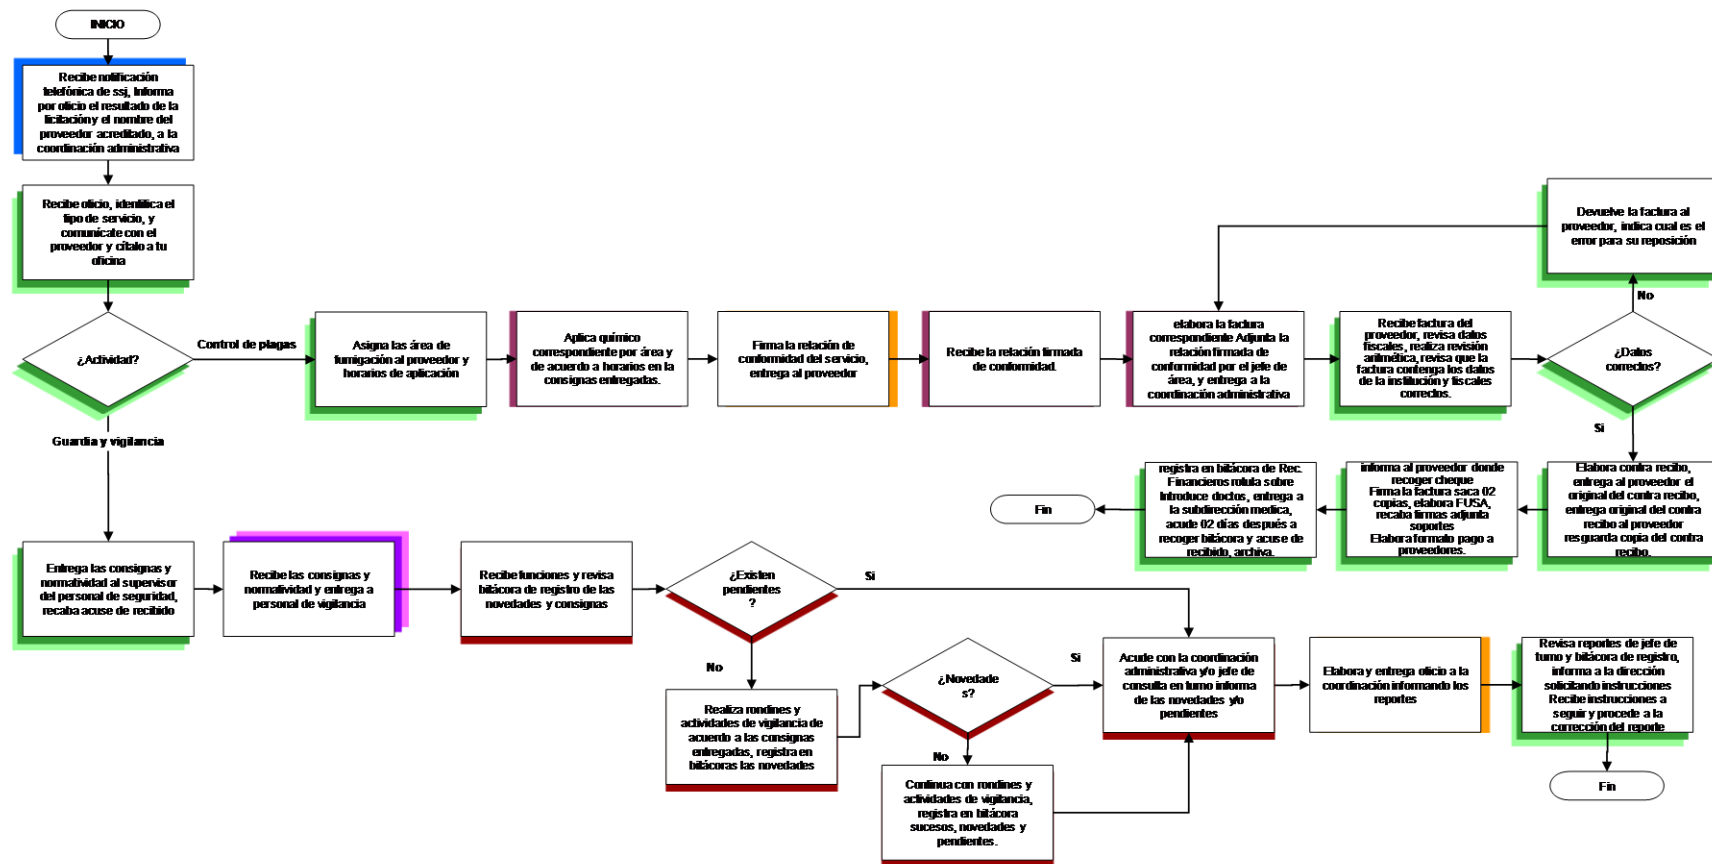 INICIO
Recibe notificación
telefónica de ssj, Informa
por oficio el resultado de la
licitación y el nombre del
proveedor acreditado, a la
coordinación administrativa
Recibe oficio, identifica el
tipo de servicio, y
comunícate con el
proveedor y cítalo a tu
oficina
¿Actividad?
Control de plagas
Asigna las área de
fumigación al proveedor y
horarios de aplicación
Aplica químico
correspondiente por área y
de acuerdo a horarios en la
consignas entregadas.
Firma la relación de
conformidad del servicio,
entrega al proveedor
Recibe la relación firmada
de conformidad.
elabora la factura
correspondiente Adjunta la
relación firmada de
conformidad por el jefe de
área, y entrega a la
coordinación administrativa
Recibe factura del
proveedor, revisa datos
fiscales, realiza revisión
aritmética, revisa que la
factura contenga los datos
de la institución y fiscales
correctos.
¿Datos
correctos?
No
Devuelve la factura al
proveedor, indica cual es el
error para su reposición
Si
Elabora contra recibo,
entrega al proveedor el
original del contra recibo,
entrega original del contra
recibo al proveedor
resguarda copia del contra
recibo.
informa al proveedor donde
recoger cheque
Firma la factura saca 02
copias, elabora FUSA,
recaba firmas adjunta
soportes
Elabora formato pago a
proveedores.
registra en bitácora de Rec.
Financieros rotula sobre
Introduce doctos, entrega a
la subdirección medica,
acude 02 días después a
recoger bitácora y acuse de
recibido, archiva.
Fin
Guardia y vigilancia
Entrega las consignas y
normatividad al supervisor
del personal de seguridad,
recaba acuse de recibido
Recibe las consignas y
normatividad y entrega a
personal de vigilancia
Recibe funciones y revisa
bitácora de registro de las
novedades y consignas
¿Existen
pendientes
?
Si
No
Realiza rondines y
actividades de vigilancia de
acuerdo a las consignas
entregadas, registra en
bitácoras las novedades
¿Novedade
s?
Si
No
Continua con rondines y
actividades de vigilancia,
registra en bitácora
sucesos, novedades y
pendientes.
Acude con la coordinación
administrativa y/o jefe de
consulta en turno informa
de las novedades y/o
pendientes
Elabora y entrega oficio a la
coordinación informando los
reportes
Revisa reportes de jefe de
turno y bitácora de registro,
informa a la dirección
solicitando instrucciones
Recibe instrucciones a
seguir y procede a la
corrección del reporte
Fin